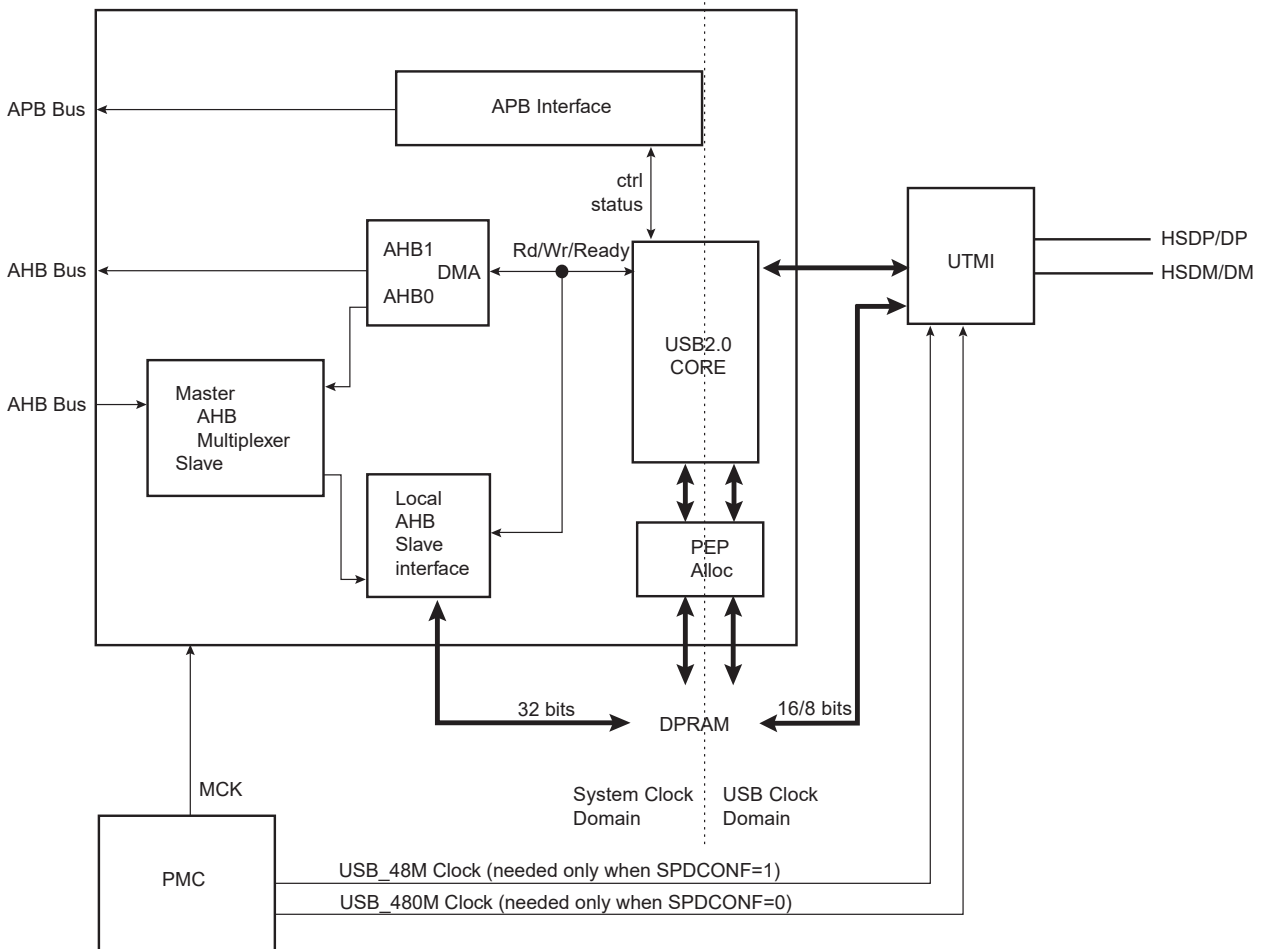 APB Bus
APB Interface
ctrl
status
AHB Bus
AHB1
DMA
AHB0
Rd/Wr/Ready
USB2.0
CORE
UTMI
HSDP/DP
HSDM/DM
AHB Bus
Master
AHB
Multiplexer
Slave
Local
AHB
Slave
interface
PEP
Alloc
32 bits
DPRAM
16/8 bits
System Clock
Domain
USB Clock
Domain
MCK
PMC
USB_48M Clock (needed only when SPDCONF=1)
USB_480M Clock (needed only when SPDCONF=0)